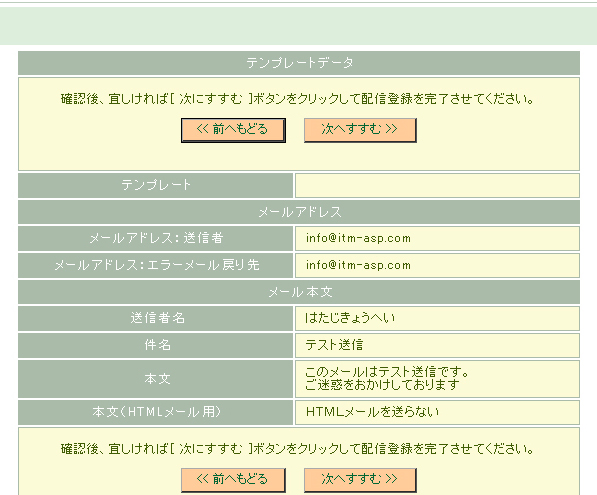 テンプレートデータ
確認後、宜しければ[ 次にすすむ ]ボタンをクリックして配信登録を完了させてください。
<< 前へもどる 次へすすむ >>
テンプレート
メールアドレス
メールアドレス：送信者 info@itm-asp.com
メールアドレス：エラーメール戻り先 info@itm-asp.com
メール本文
送信者名 はたじきょうへい
件名 テスト送信
本文 このメールはテスト送信です。
ご迷惑をおかけしております
本文（HTMLメール用） HTMLメールを送らない
確認後、宜しければ[ 次にすすむ ]ボタンをクリックして配信登録を完了させてください。
<< 前へもどる 次へすすむ >>